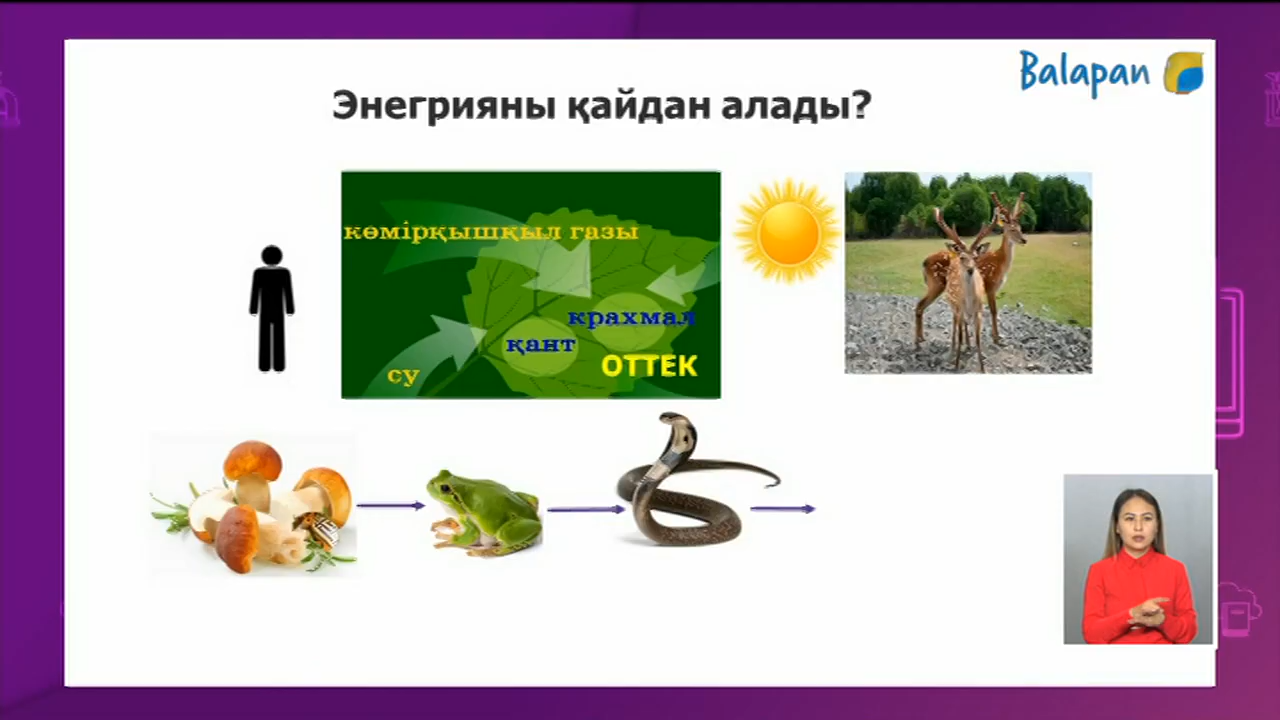 Balapan
Энегрияны қайдан алады?
көмірқышқыл газы
крахмал
қант
ОТТЕК
су